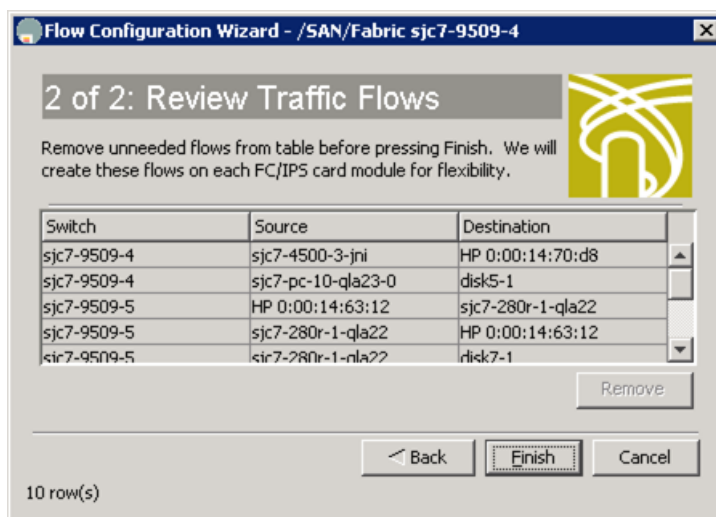 Flow Configuration Wizard - /SAN/Fabric sjc7-9509-4
2 of 2: Review Traffic Flows
Remove unneeded flows from table before pressing Finish. We will
create these flows on each FC/IPS card module for flexibility.
Switch Source Destination
sjc7-9509-4 sjc7-4500-3-jni HP 0:00:14:70:d8
sjc7-9509-4 sjc7-pc-10-qla23-0 disk5-1
sjc7-9509-5 HP 0:00:14:63:12 sjc7-280r-1-qla22
sjc7-9509-5 sjc7-280r-1-qla22 HP 0:00:14:63:12
sjc7-9509-5 sjc7-280r-1-qla22 disk7-1
Remove
Back Finish Cancel
10 row(s)